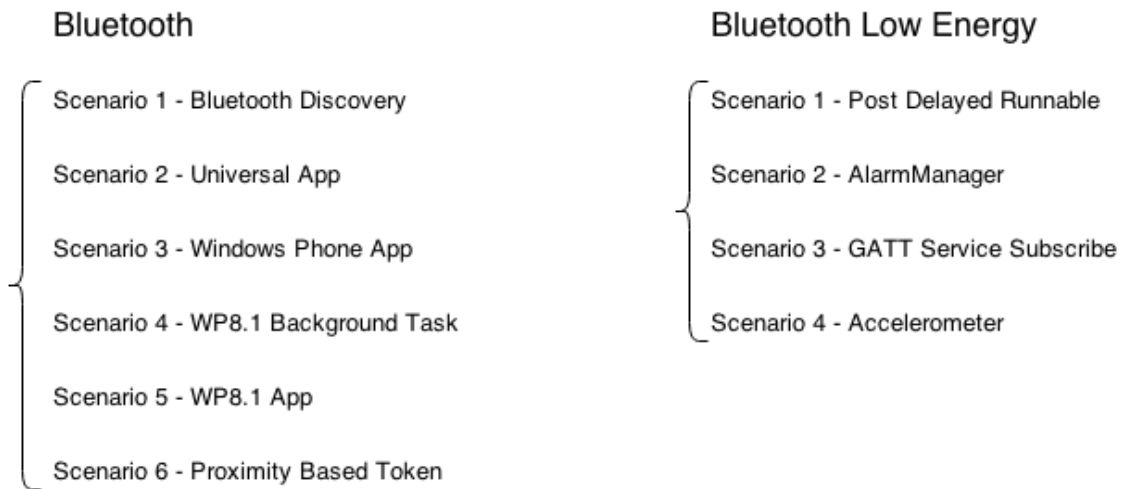 Bluetooth
Scenario 1 - Bluetooth Discovery
Scenario 2 - Universal App
Scenario 3 - Windows Phone App
Scenario 4 - WP8.1 Background Task
Scenario 5 - WP8.1 App
Scenario 6 - Proximity Based Token
Bluetooth Low Energy
Scenario 1 - Post Delayed Runnable
Scenario 2 - AlarmManager
Scenario 3 - GATT Service Subscribe
Scenario 4 - Accelerometer